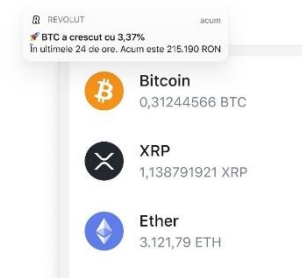 REVOLUT
acum
🚀 BTC a crescut cu 3,37%
În ultimele 24 de ore. Acum este 215.190 RON
Bitcoin
0,31244566 BTC
XRP
1,138791921 XRP
Ether
3.121,79 ETH